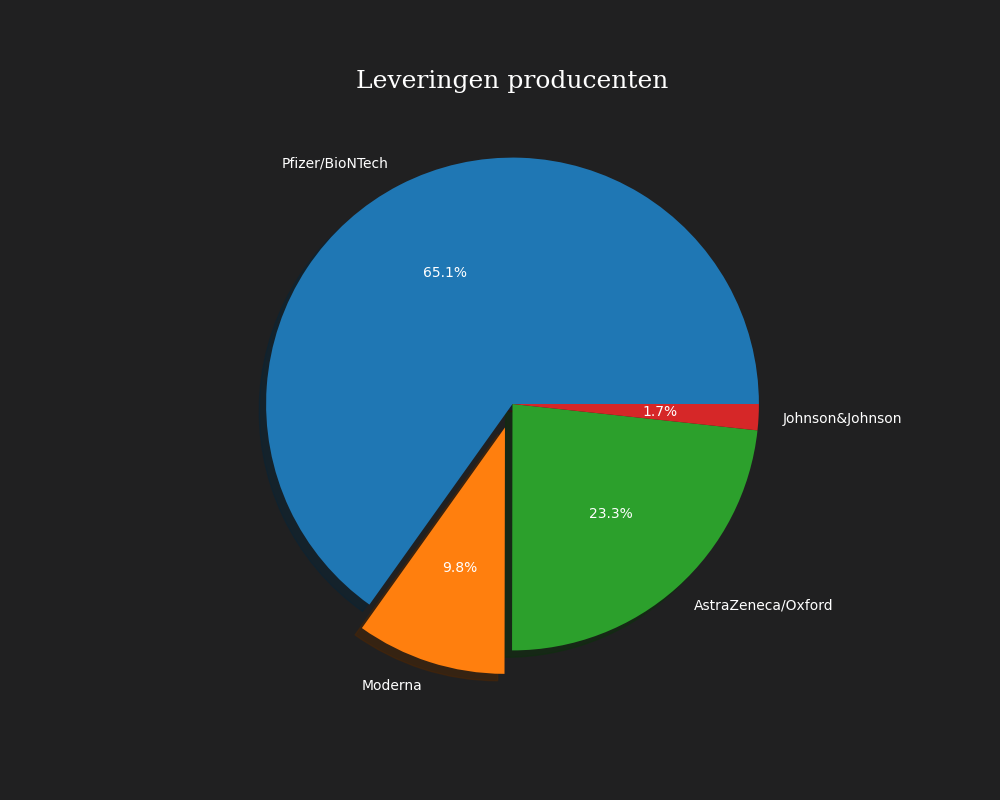 Leveringen producenten
Pfizer/BioNTech
65.1%
1.7%
Johnson&Johnson
23.3%
9.8%
AstraZeneca/Oxford
Moderna